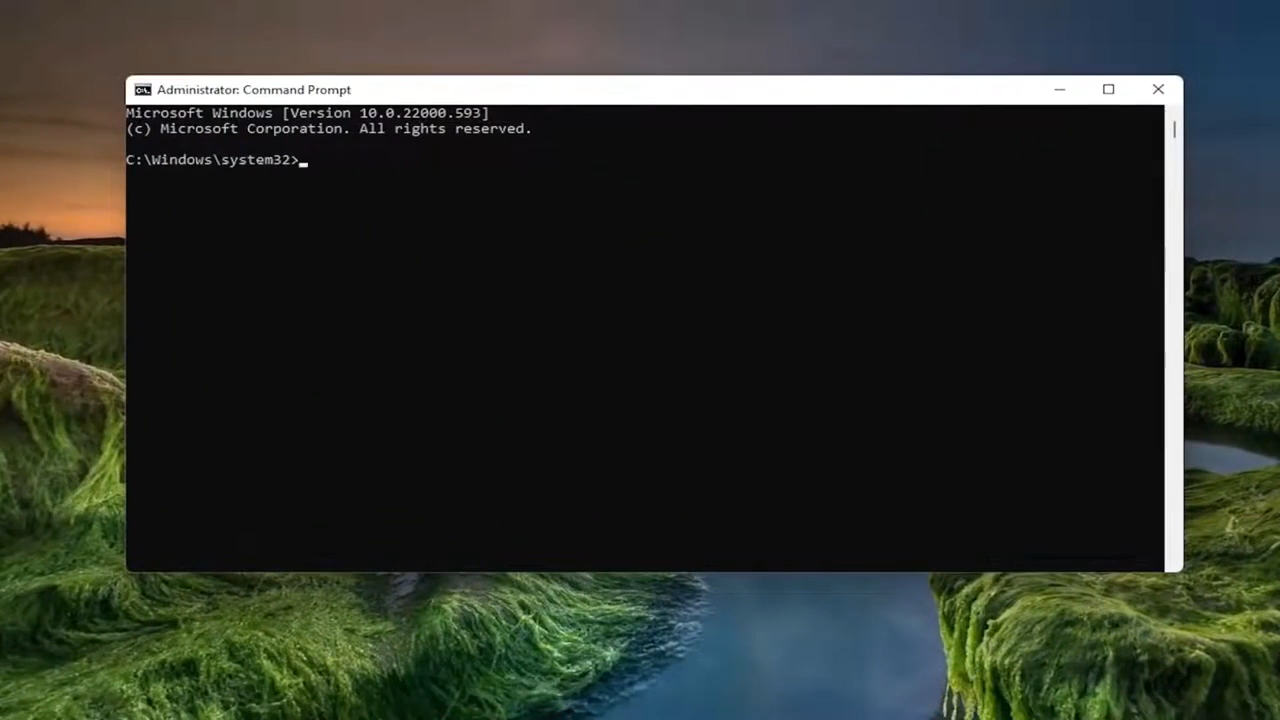 Administrator: Command Prompt
Microsoft Windows [Version 10.0.22000.593]
(c) Microsoft Corporation. All rights reserved.
C:\Windows\system32>